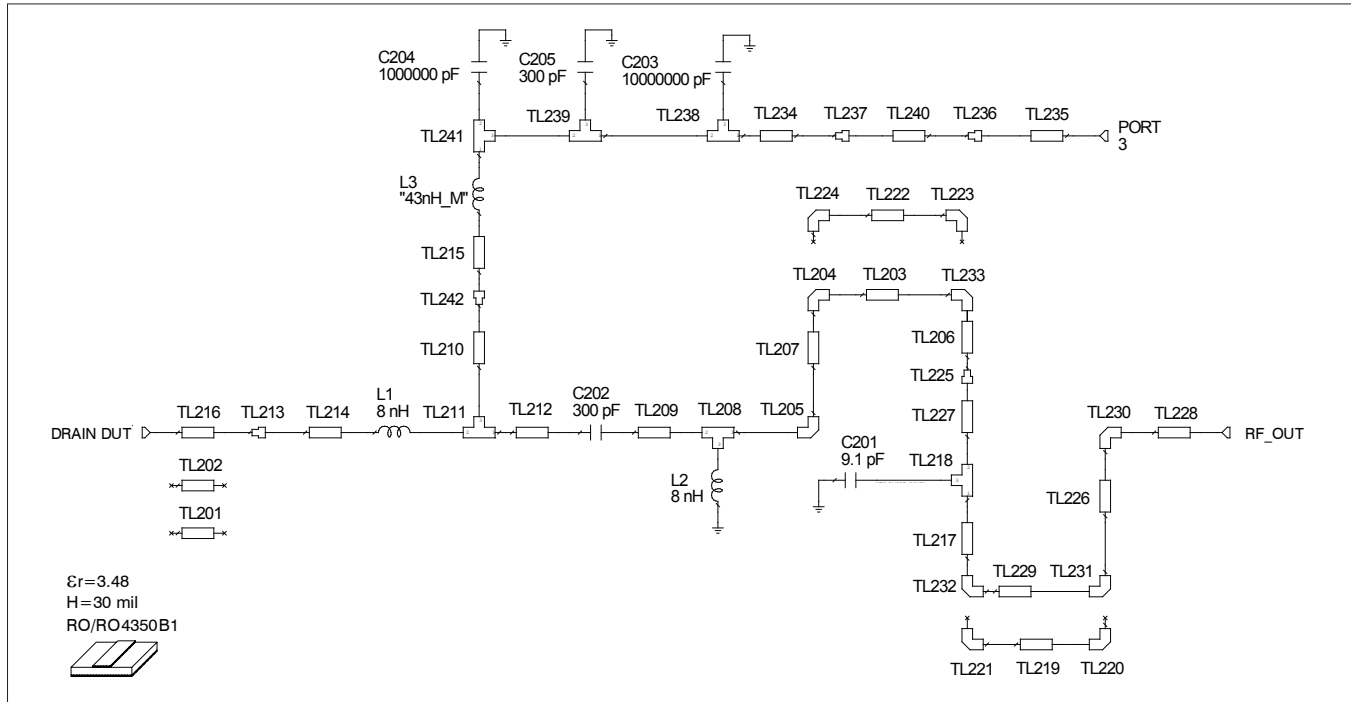 C204
1000000 pF
C205
300 pF
C203
10000000 pF
TL241
TL239
TL238
TL234
TL237
TL240
TL236
TL235
PORT
3
L3
"43nH_M"
TL224
TL222
TL223
TL215
TL204
TL203
TL233
TL242
TL206
TL210
TL207
TL225
L1
8 nH
C202
300 pF
TL227
TL216
TL213
TL214
TL211
TL212
TL209
TL208
TL205
TL230
TL228
DRAIN DUT
RF_OUT
C201
9.1 pF
TL218
TL202
L2
8 nH
TL226
TL201
TL217
εr=3.48
H=30 mil
RO/RO4350B1
TL232
TL229
TL231
TL221
TL219
TL220